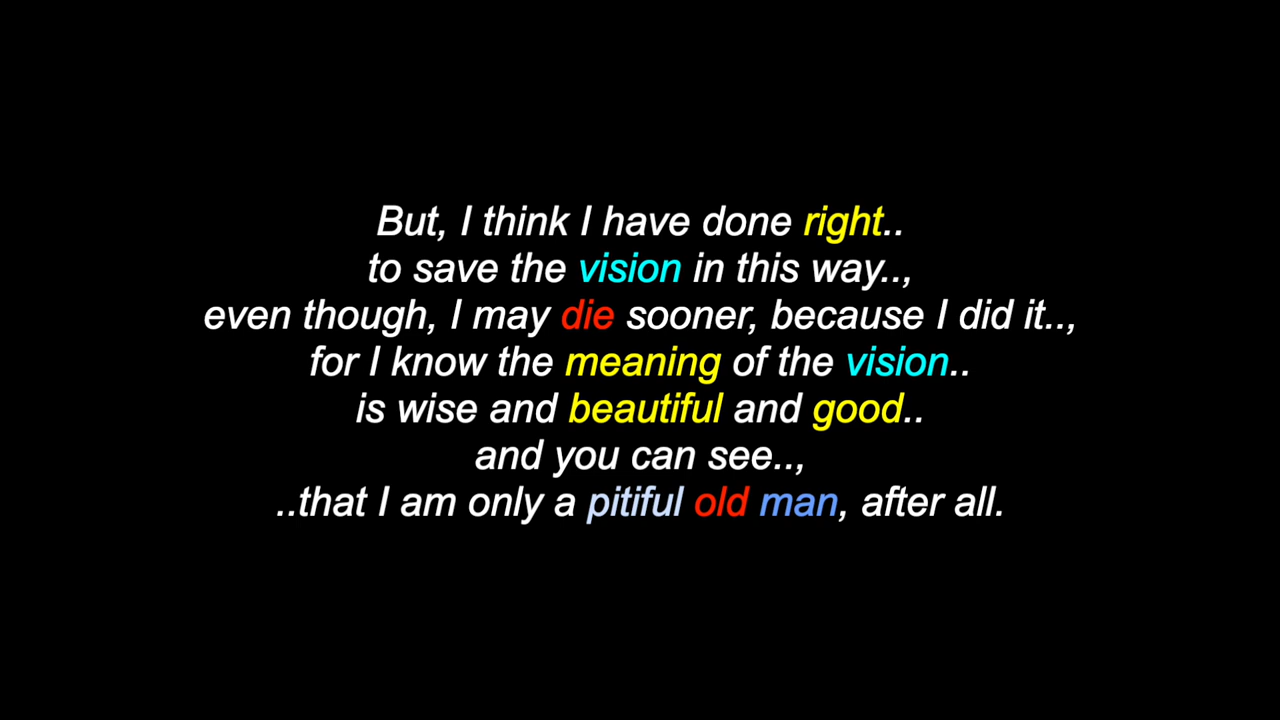 But, I think I have done right..
to save the vision in this way..,
even though, I may die sooner, because I did it..,
for I know the meaning of the vision..
is wise and beautiful and good..
and you can see..,
..that I am only a pitiful old man, after all.